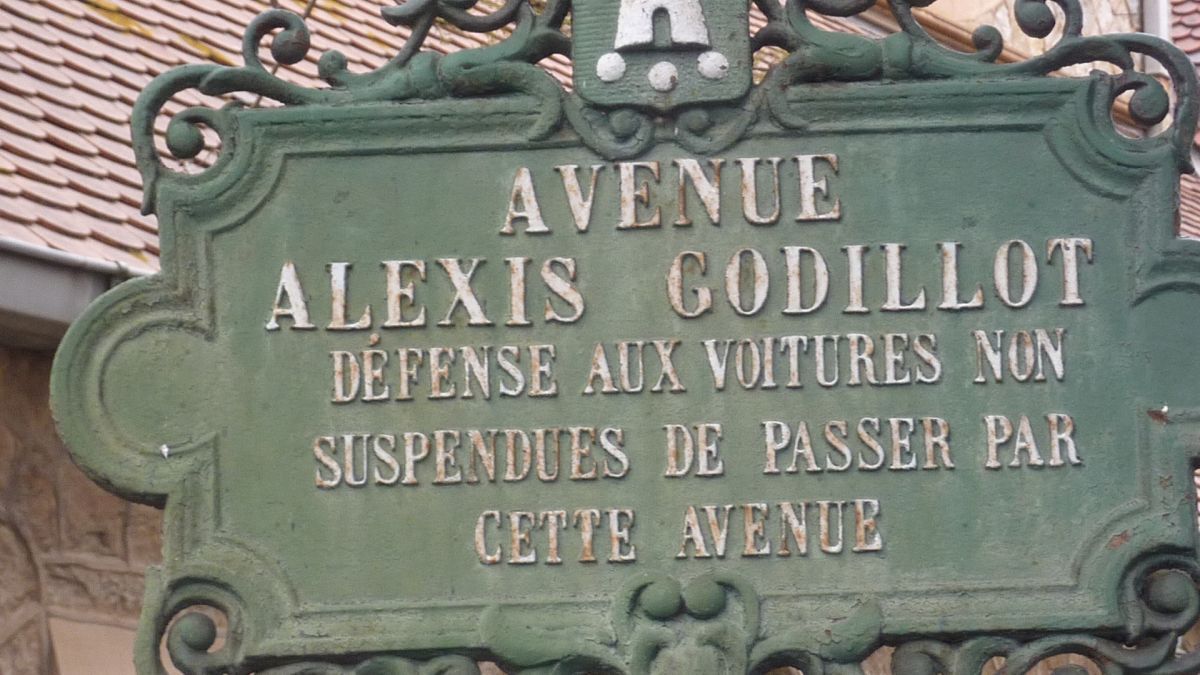 AVENUE
ALEXIS GODILLOT
DÉFENSE AUX VOITURES NON
SUSPENDUES DE PASSER PAR
CETTE AVENUE